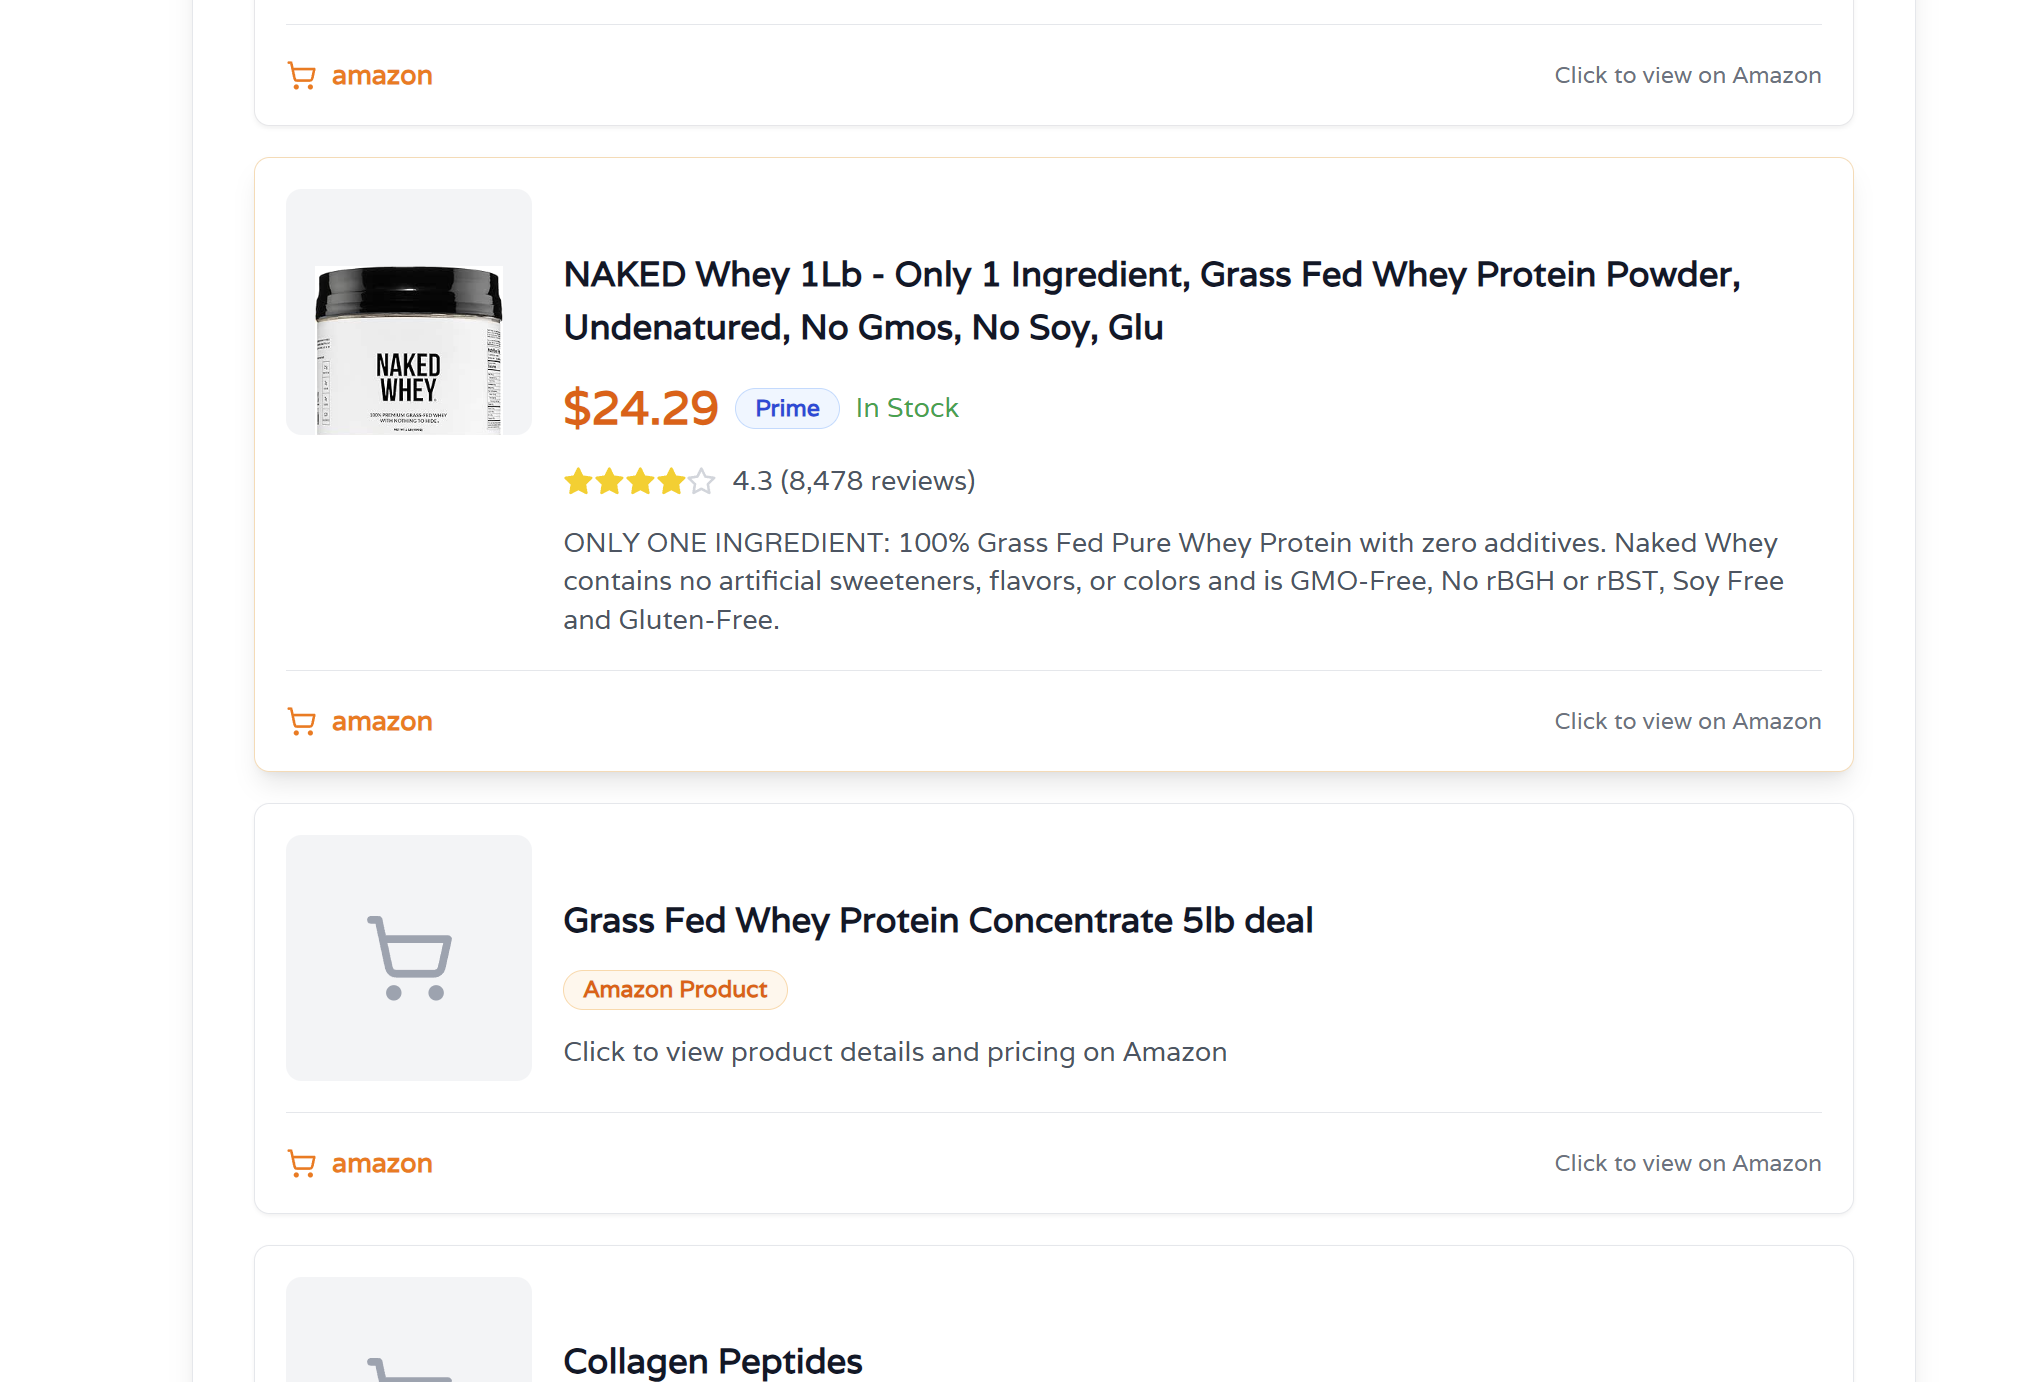 amazon
Click to view on Amazon
NAKED Whey 1Lb - Only 1 Ingredient, Grass Fed Whey Protein Powder,
Undenatured, No Gmos, No Soy, Glu
$24.29
Prime
In Stock
4.3 (8,478 reviews)
NAKED
WHEY
100% PREMIUM GRASS-FED WHEY
WITH NOTHING TO HIDE
ONLY ONE INGREDIENT: 100% Grass Fed Pure Whey Protein with zero additives. Naked Whey
contains no artificial sweeteners, flavors, or colors and is GMO-Free, No rBGH or rBST, Soy Free
and Gluten-Free.
amazon
Click to view on Amazon
Grass Fed Whey Protein Concentrate 5lb deal
Amazon Product
Click to view product details and pricing on Amazon
amazon
Click to view on Amazon
Collagen Peptides